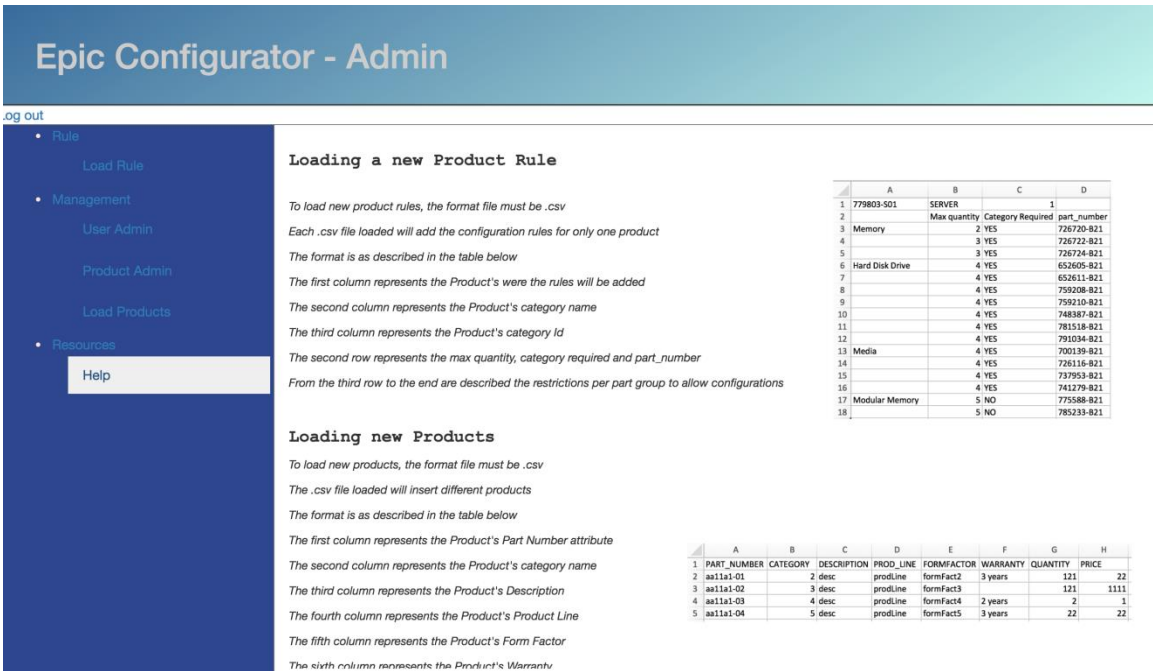 Epic Configurator - Admin
Log out
Rule
Load Rule
Management
User Admin
Product Admin
Load Products
Resources
Help
Loading a new Product Rule
To load new product rules, the format file must be .csv
Each .csv file loaded will add the configuration rules for only one product
The format is as described in the table below
The first column represents the Product's were the rules will be added
The second column represents the Product's category name
The third column represents the Product's category Id
The second row represents the max quantity, category required and part_number
From the third row to the end are described the restrictions per part group to allow configurations
A B C D
1 779803-S01 SERVER 1
2 Max quantity Category Required part_number
3 Memory 2 YES 726720-B21
4 3 YES 726722-B21
5 3 YES 726724-B21
6 Hard Disk Drive 4 YES 652605-B21
7 4 YES 652611-B21
8 4 YES 759208-B21
9 4 YES 759210-B21
10 4 YES 748387-B21
11 4 YES 781518-B21
12 4 YES 791034-B21
13 Media 4 YES 700139-B21
14 4 YES 726116-B21
15 4 YES 737953-B21
16 4 YES 741279-B21
17 Modular Memory 5 NO 775588-B21
18 5 NO 785233-B21
Loading new Products
To load new products, the format file must be .csv
The .csv file loaded will insert different products
The format is as described in the table below
The first column represents the Product's Part Number attribute
The second column represents the Product's category name
The third column represents the Product's Description
The fourth column represents the Product's Product Line
The fifth column represents the Product's Form Factor
The sixth column represents the Product's Warranty
A B C D E F G H
1 PART_NUMBER CATEGORY DESCRIPTION PROD_LINE FORMFACTOR WARRANTY QUANTITY PRICE
2 aa11a1-01 2 desc prodLine formFact2 3 years 121 22
3 aa11a1-02 3 desc prodLine formFact3 121 1111
4 aa11a1-03 4 desc prodLine formFact4 2 years 2 1
5 aa11a1-04 5 desc prodLine formFact5 3 years 22 22